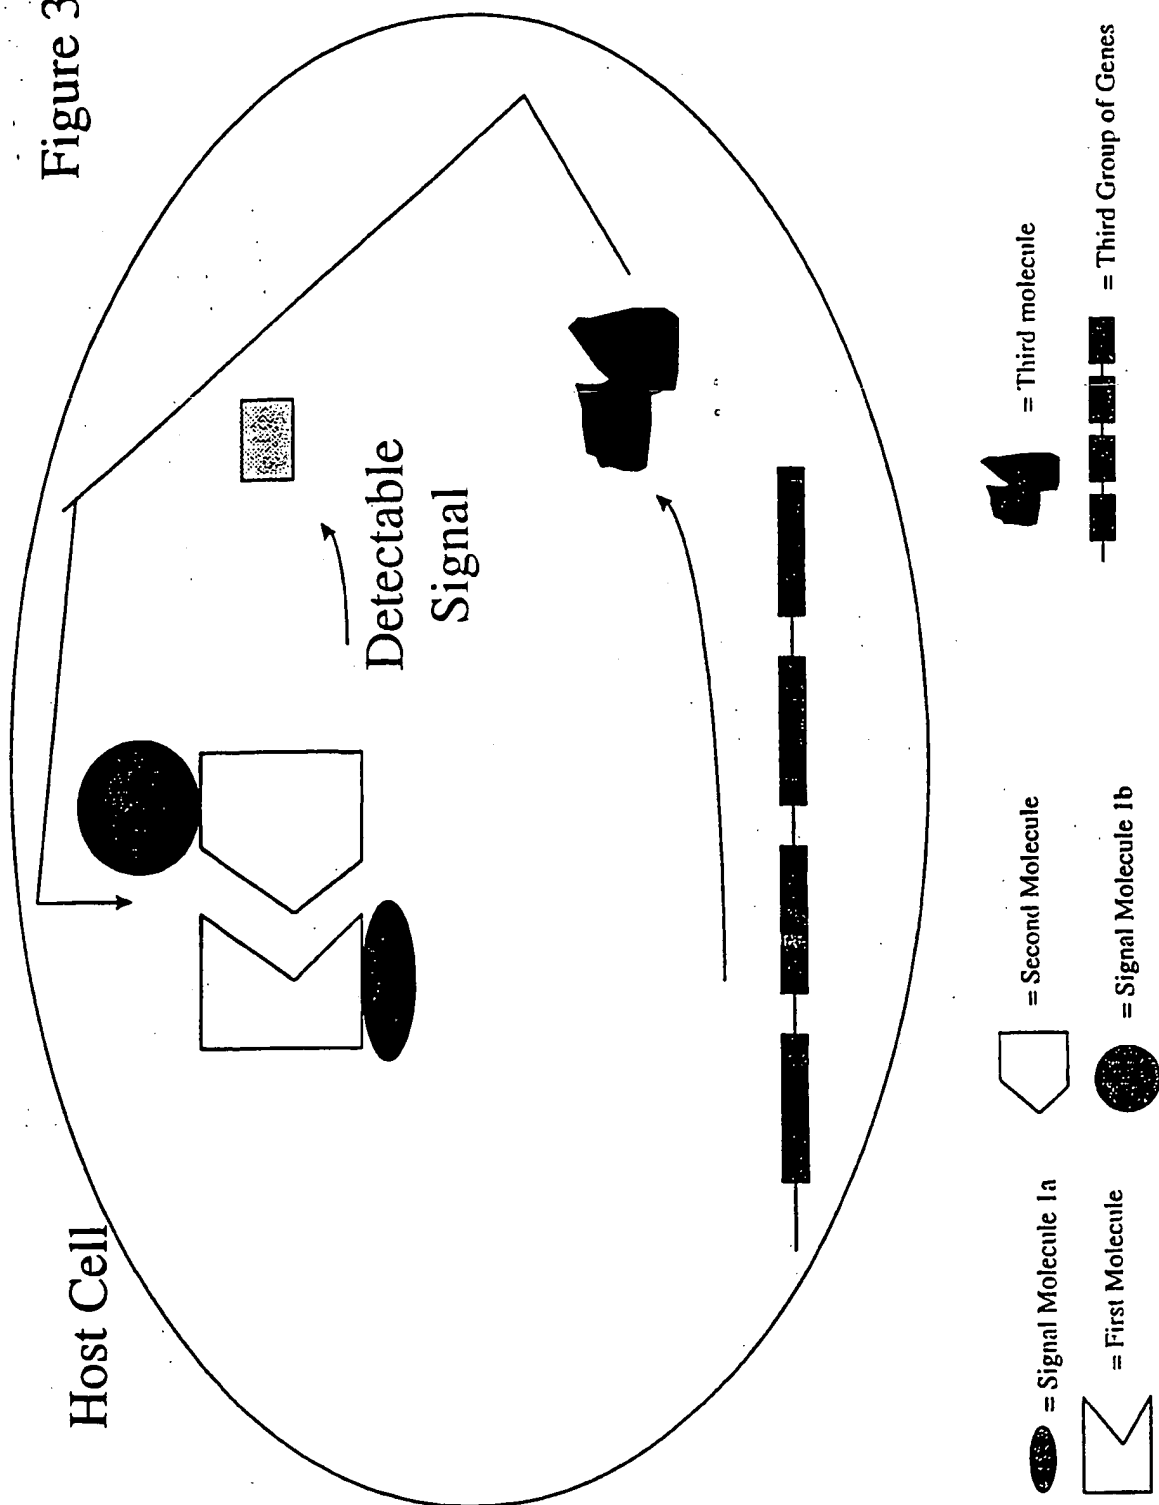 Figure 3
Host Cell
Detectable
Signal
= Signal Molecule 1a
= Second Molecule
= Third molecule
= First Molecule
= Signal Molecule 1b
= Third Group of Genes